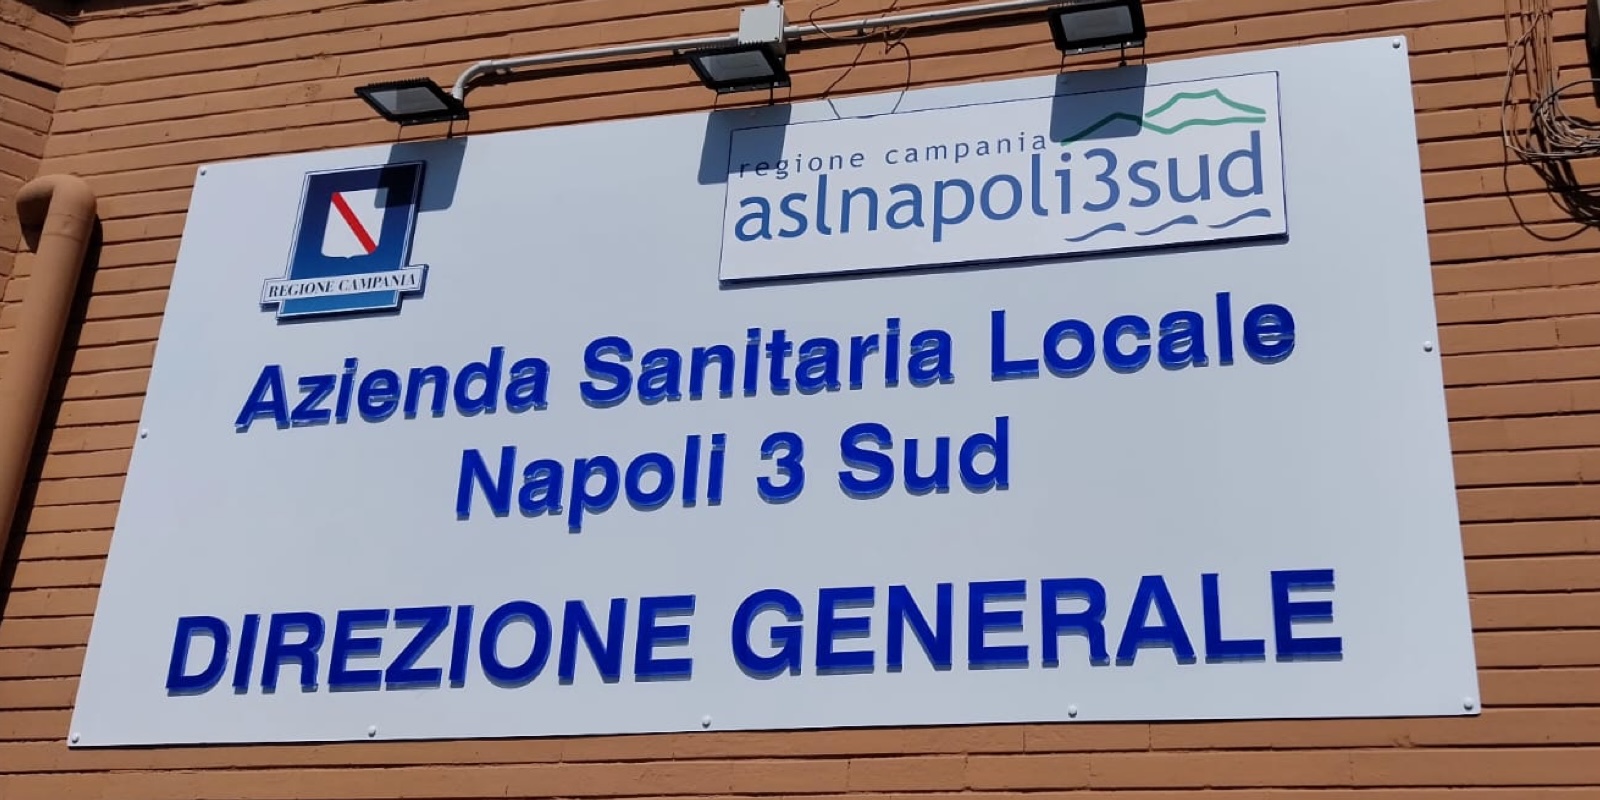 REGIONE CAMPANIA
regione campania
aslnapoli3sud
Azienda Sanitaria Locale
Napoli 3 Sud
DIREZIONE GENERALE